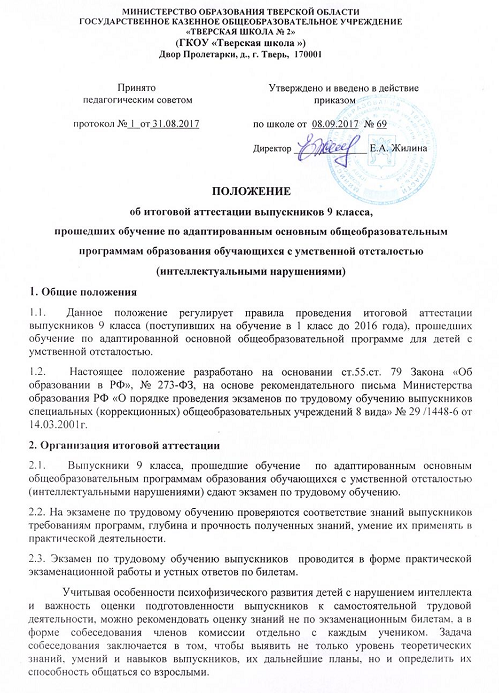 МИНИСТЕРСТВО ОБРАЗОВАНИЯ ТВЕРСКОЙ ОБЛАСТИ
ГОСУДАРСТВЕННОЕ КАЗЕННОЕ ОБЩЕОБРАЗОВАТЕЛЬНОЕ УЧРЕЖДЕНИЕ
«ТВЕРСКАЯ ШКОЛА № 2»
(ГКОУ «Тверская школа »)
Двор Пролетарки, д., г. Тверь, 170001
Принято
педагогическим советом
протокол № 1 от 31.08.2017
Утверждено и введено в действие
приказом
по школе от 08.09.2017 № 69
Директор Е.А. Жилина
ПОЛОЖЕНИЕ
об итоговой аттестации выпускников 9 класса,
прошедших обучение по адаптированным основным общеобразовательным
программам образования обучающихся с умственной отсталостью
(интеллектуальными нарушениями)
1. Общие положения
1.1. Данное положение регулирует правила проведения итоговой аттестации
выпускников 9 класса (поступивших на обучение в 1 класс до 2016 года), прошедших
обучение по адаптированной основной общеобразовательной программе для детей с
умственной отсталостью.
1.2. Настоящее положение разработано на основании ст.55.ст. 79 Закона «Об
образовании в РФ», № 273-ФЗ, на основе рекомендательного письма Министерства
образования РФ «О порядке проведения экзаменов по трудовому обучению выпускников
специальных (коррекционных) общеобразовательных учреждений 8 вида» № 29 /1448-6 от
14.03.2001г.
2. Организация итоговой аттестации
2.1. Выпускники 9 класса, прошедшие обучение по адаптированным основным
общеобразовательным программам образования обучающихся с умственной отсталостью
(интеллектуальными нарушениями) сдают экзамен по трудовому обучению.
2.2. На экзамене по трудовому обучению проверяются соответствие знаний выпускников
требованиям программ, глубина и прочность полученных знаний, умение их применять в
практической деятельности.
2.3. Экзамен по трудовому обучению выпускников проводится в форме практической
экзаменационной работы и устных ответов по билетам.
Учитывая особенности психофизического развития детей с нарушением интеллекта
и важность оценки подготовленности выпускников к самостоятельной трудовой
деятельности, можно рекомендовать оценку знаний не по экзаменационным билетам, а в
форме собеседования членов комиссии отдельно с каждым учеником. Задача
собеседования заключается в том, чтобы выявить не только уровень теоретических
знаний, умений и навыков выпускников, их дальнейшие планы, но и определить их
способность общаться со взрослыми.